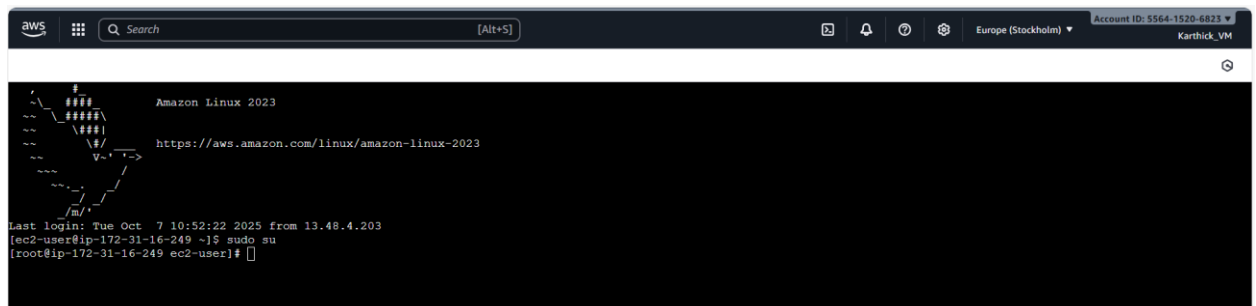 aws Search [Alt+S] Europe (Stockholm) ▼ Account ID: 5564-1520-6823 ▼
Karthick_VM
   ,     #_
   ~\_  ####_        Amazon Linux 2023
  ~~  \_#####\
  ~~     \###|
  ~~       \#/ ___   https://aws.amazon.com/linux/amazon-linux-2023
   ~~       V~' '->
    ~~~         /
      ~~._.   _/
         _/ _/
       _/m/'
Last login: Tue Oct  7 10:52:22 2025 from 13.48.4.203
[ec2-user@ip-172-31-16-249 ~]$ sudo su
[root@ip-172-31-16-249 ec2-user]#